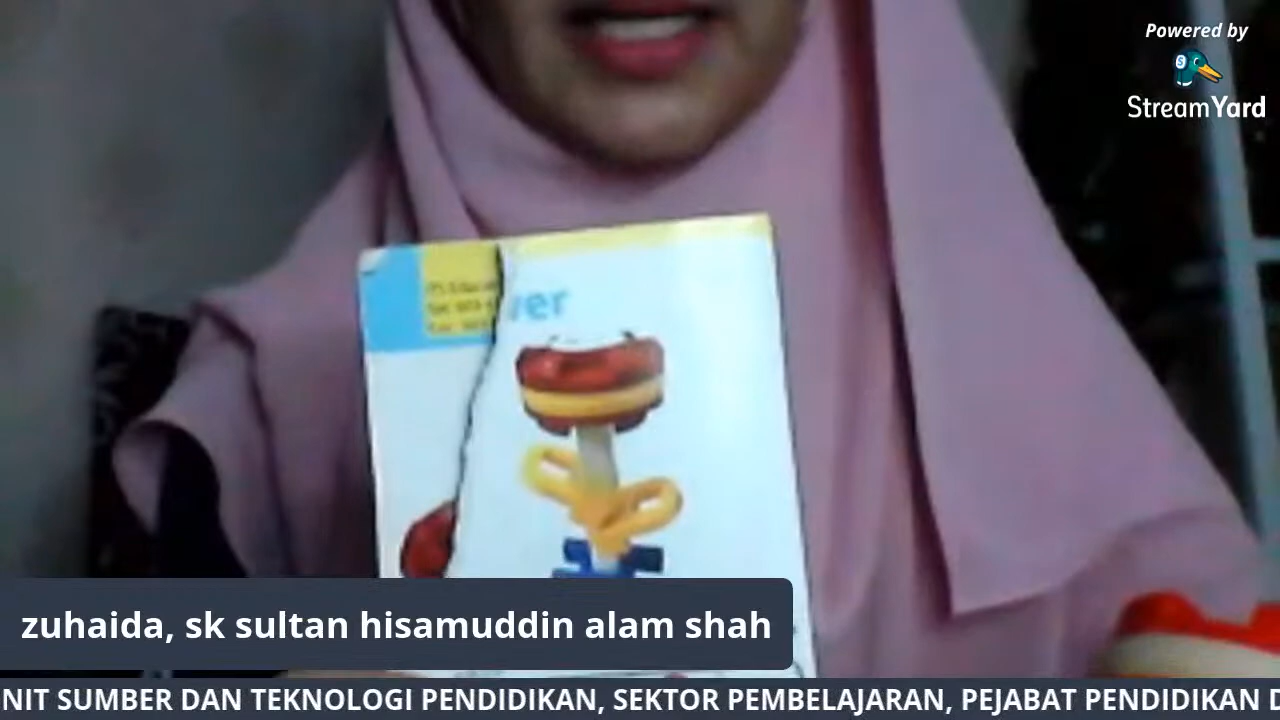 Powered by
StreamYard
ver
zuhaida, sk sultan hisamuddin alam shah
NIT SUMBER DAN TEKNOLOGI PENDIDIKAN, SEKTOR PEMBELAJARAN, PEJABAT PENDIDIKAN D